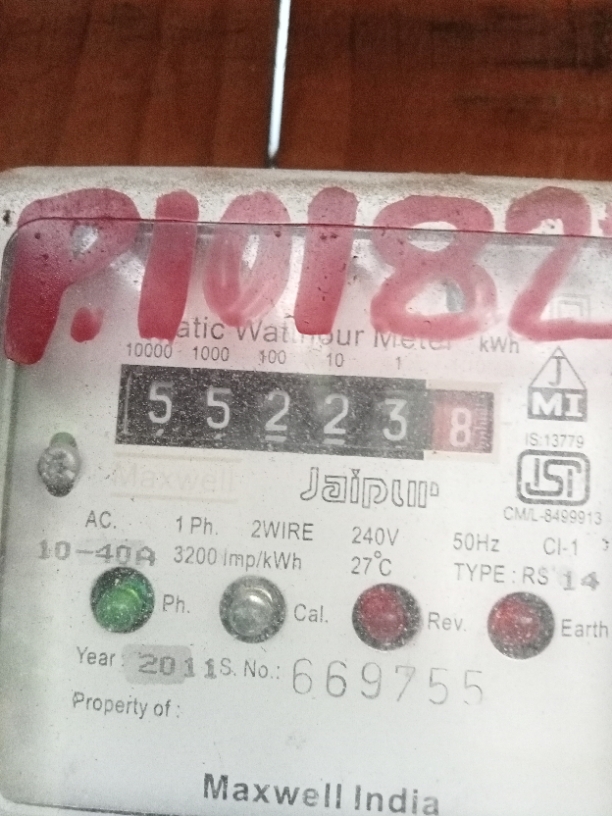 P.10182
atic Watt Hour Meter kWh
10000 1000 100 10 1
5 5 2 2 3 8
J
MI
IS:13779
Maxwell Jaipur
ISI
CM/L-8499913
AC. 1 Ph. 2WIRE 240V 50Hz Cl-1
10-40A 3200 Imp/kWh 27°C TYPE : RS 14
Ph. Cal. Rev. Earth
Year : 2011 S. No.: 669755
Property of :
Maxwell India